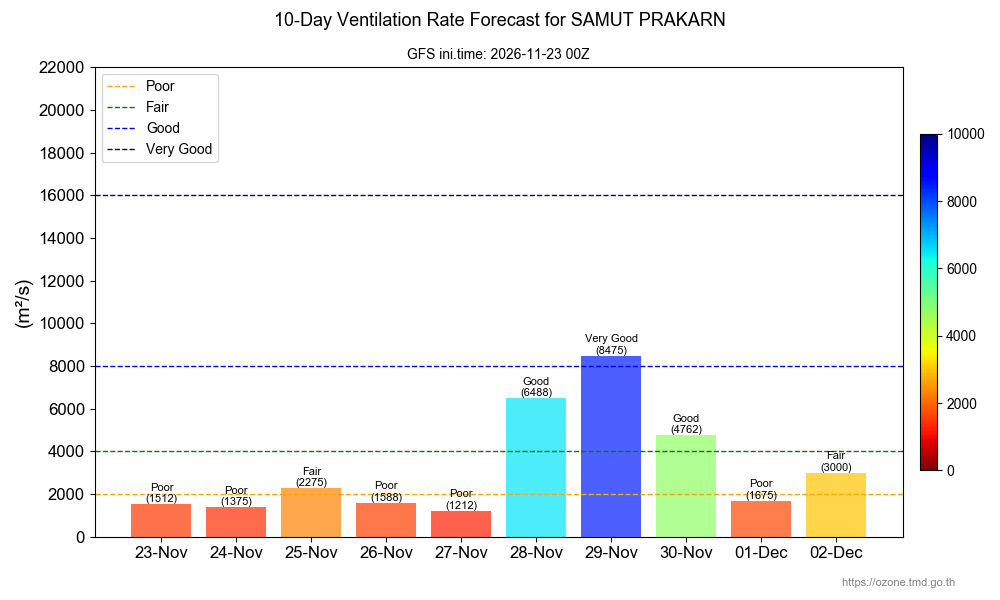 10-Day Ventilation Rate Forecast for SAMUT PRAKARN
GFS ini.time: 2026-11-23 00Z
(m²/s)
22000
20000
18000
16000
14000
12000
10000
8000
6000
4000
2000
0
Poor
Fair
Good
Very Good
Poor
(1512)
Poor
(1375)
Fair
(2275)
Poor
(1588)
Poor
(1212)
Good
(6488)
Very Good
(8475)
Good
(4762)
Poor
(1675)
Fair
(3000)
23-Nov 24-Nov 25-Nov 26-Nov 27-Nov 28-Nov 29-Nov 30-Nov 01-Dec 02-Dec
10000
8000
6000
4000
2000
0
https://ozone.tmd.go.th